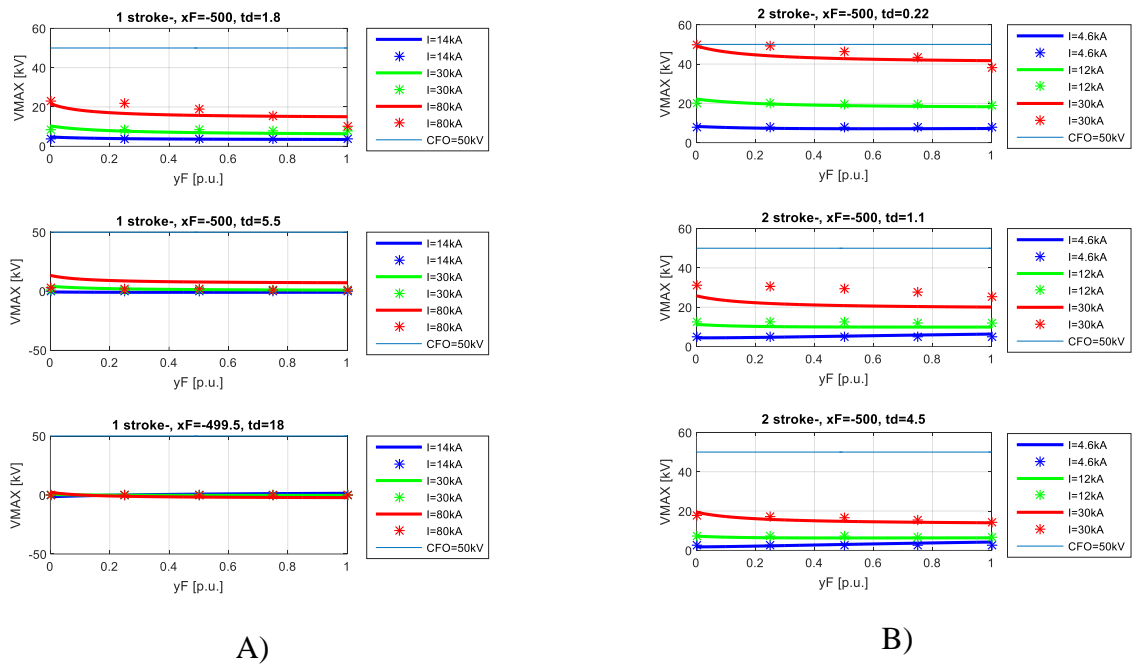 1 stroke-, xF=-500, td=1.8
VMAX [kV]
60
40
20
0
0 0.2 0.4 0.6 0.8 1
yF [p.u.]
I=14kA
I=14kA
I=30kA
I=30kA
I=80kA
I=80kA
CFO=50kV
1 stroke-, xF=-500, td=5.5
VMAX [kV]
50
0
-50
0 0.2 0.4 0.6 0.8 1
yF [p.u.]
I=14kA
I=14kA
I=30kA
I=30kA
I=80kA
I=80kA
CFO=50kV
1 stroke-, xF=-499.5, td=18
VMAX [kV]
50
0
-50
0 0.2 0.4 0.6 0.8 1
yF [p.u.]
I=14kA
I=14kA
I=30kA
I=30kA
I=80kA
I=80kA
CFO=50kV
A)
2 stroke-, xF=-500, td=0.22
VMAX [kV]
60
40
20
0
0 0.2 0.4 0.6 0.8 1
yF [p.u.]
I=4.6kA
I=4.6kA
I=12kA
I=12kA
I=30kA
I=30kA
CFO=50kV
2 stroke-, xF=-500, td=1.1
VMAX [kV]
60
40
20
0
0 0.2 0.4 0.6 0.8 1
yF [p.u.]
I=4.6kA
I=4.6kA
I=12kA
I=12kA
I=30kA
I=30kA
CFO=50kV
2 stroke-, xF=-500, td=4.5
VMAX [kV]
60
40
20
0
0 0.2 0.4 0.6 0.8 1
yF [p.u.]
I=4.6kA
I=4.6kA
I=12kA
I=12kA
I=30kA
I=30kA
CFO=50kV
B)